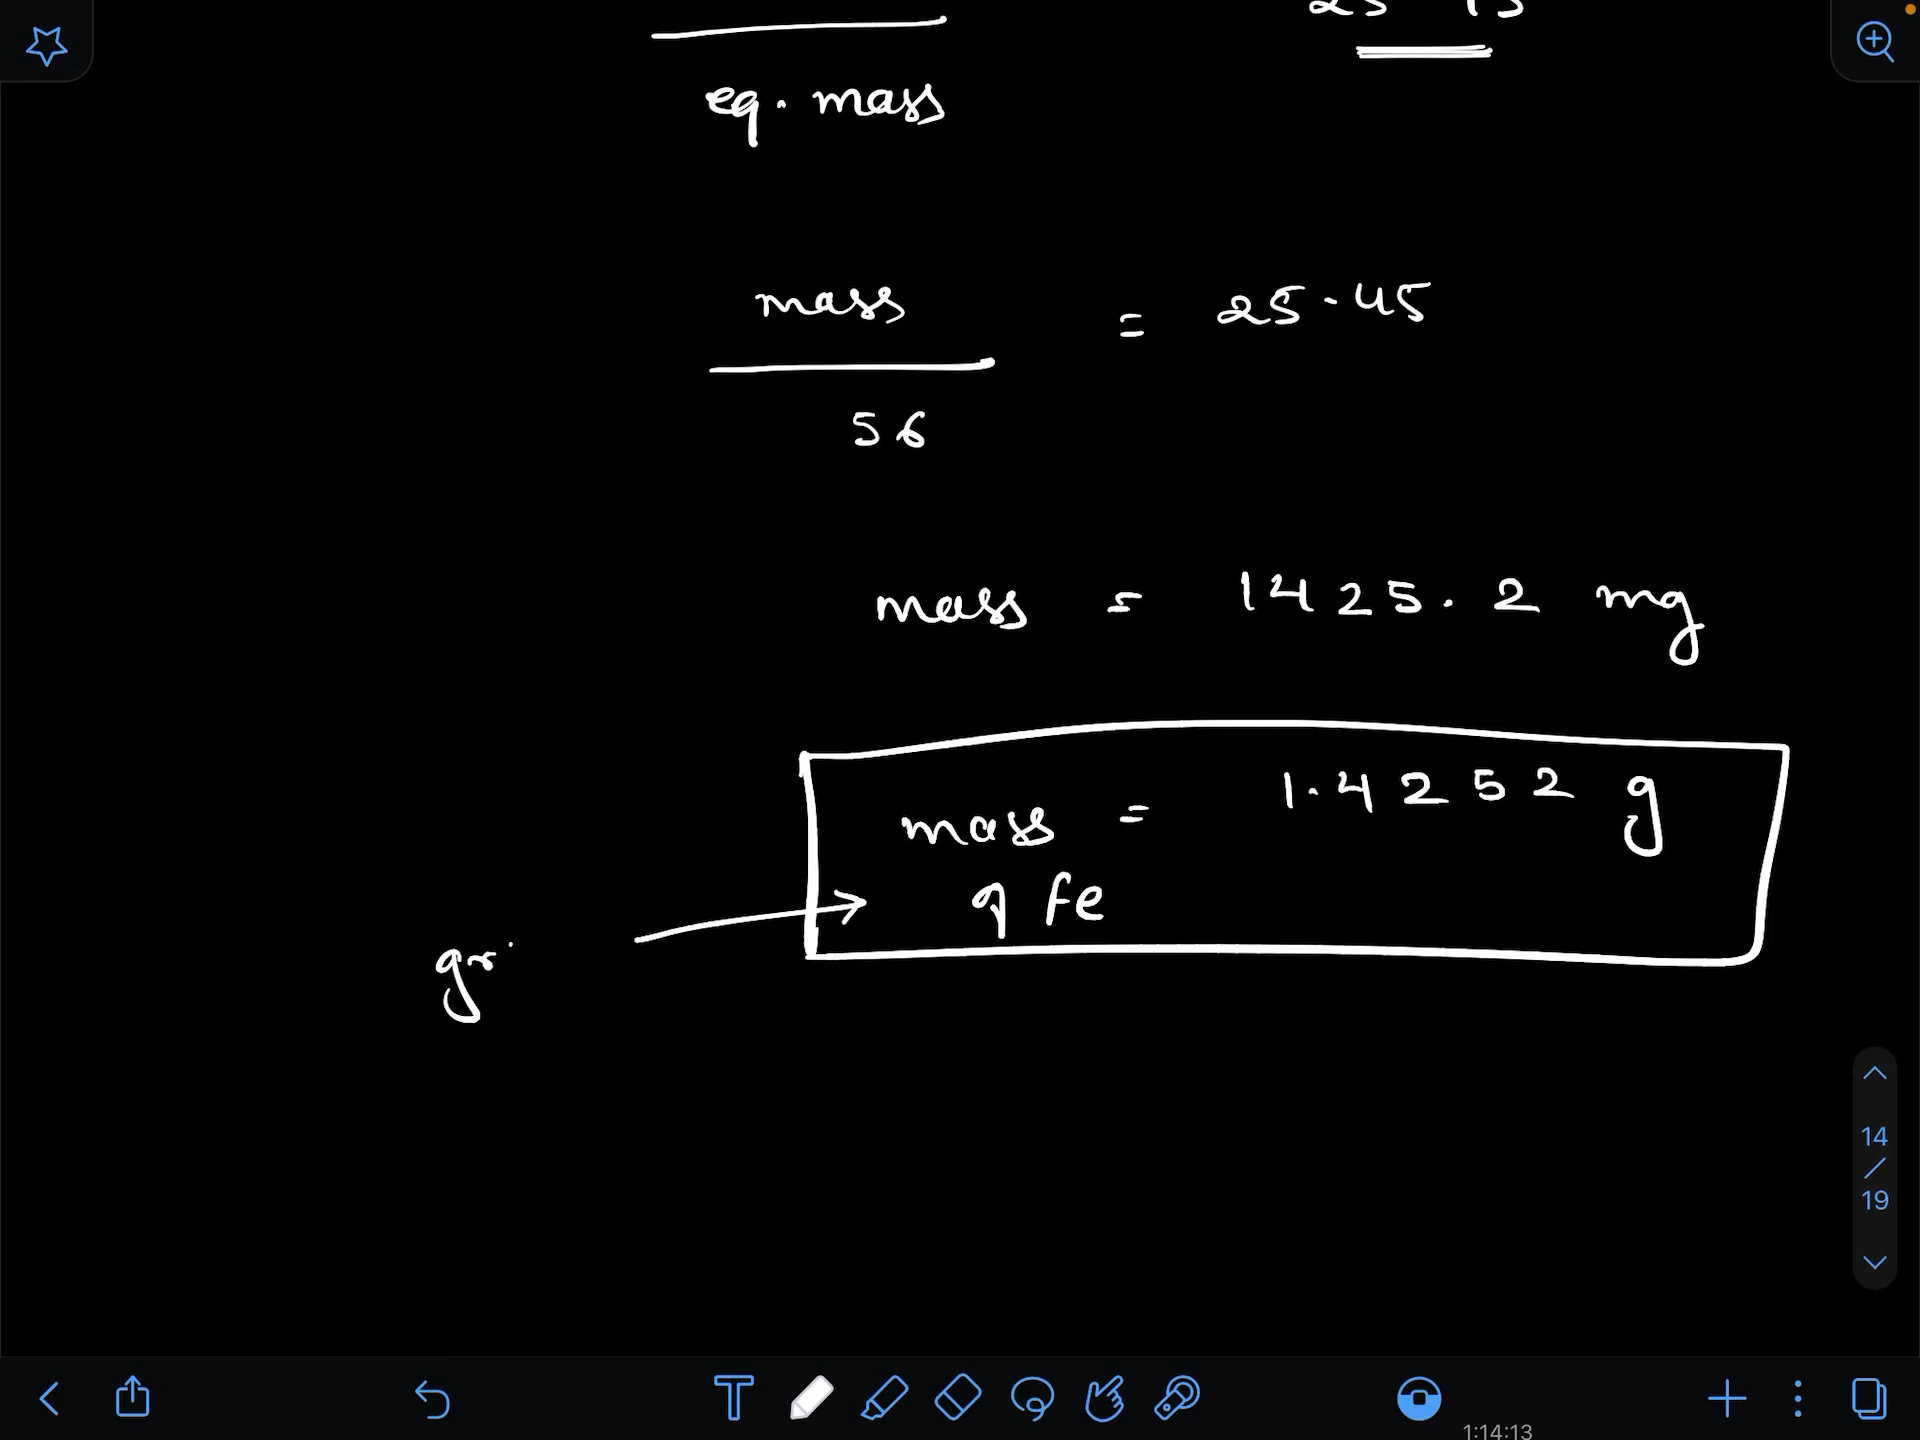 eq. mass
mass = 25.45
56
mass = 1425.2 mg
mass = 1.4252 g
of Fe
gr
14
/
19
1:14:13